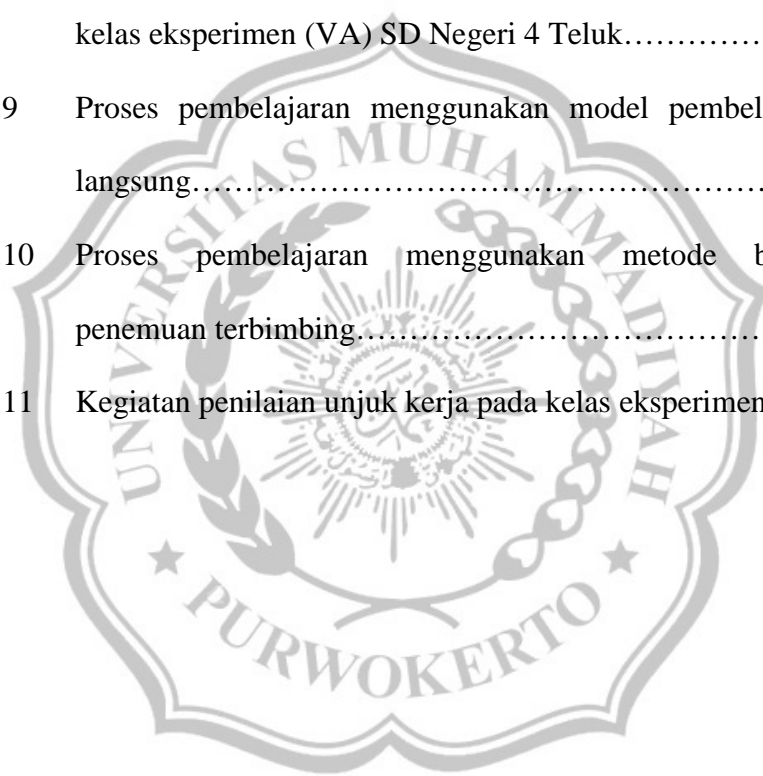 kelas eksperimen (VA) SD Negeri 4 Teluk……………
9 Proses pembelajaran menggunakan model pembel
langsung……………………………………………………
10 Proses pembelajaran menggunakan metode b
penemuan terbimbing…………………………………
11 Kegiatan penilaian unjuk kerja pada kelas eksperimen
UNIVERSITAS MUHAMMADIYAH
PURWOKERTO